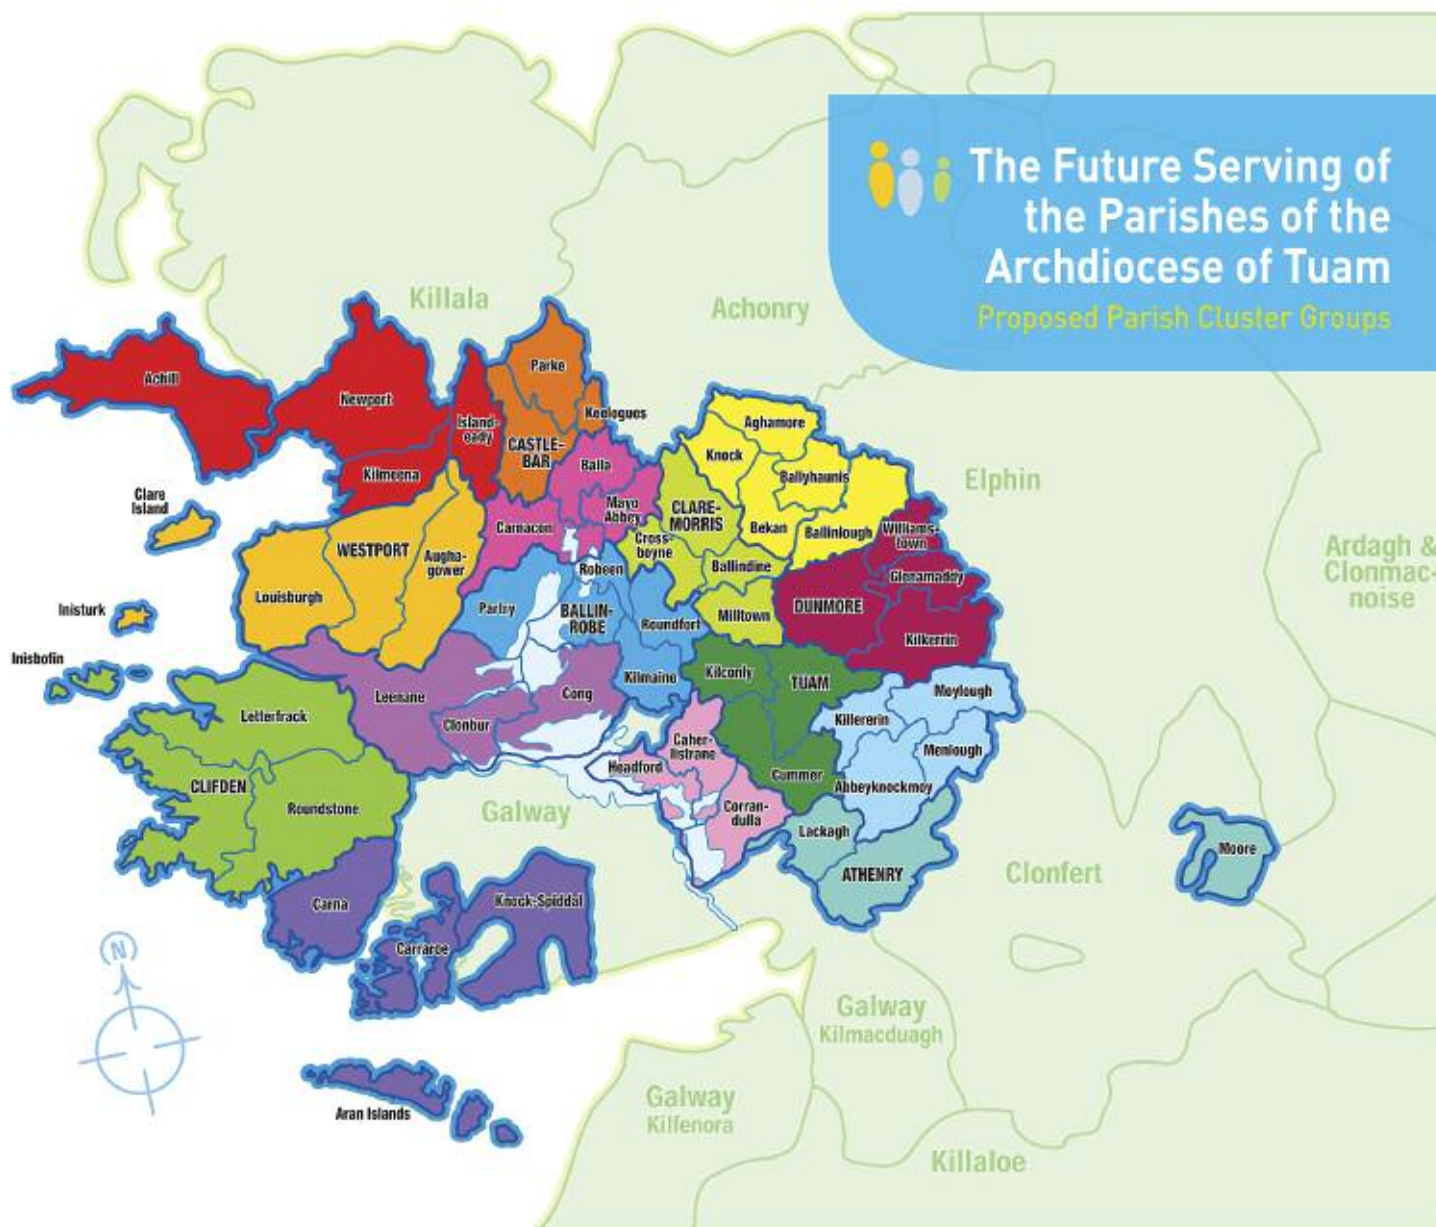 The Future Serving of
the Parishes of the
Archdiocese of Tuam
Proposed Parish Cluster Groups
Killala
Achonry
Elphin
Ardagh &
Clonmac-
noise
Galway
Clonfert
Galway
Kilmacduagh
Galway
Kilfenora
Killaloe
Achill
Newport
Island-
eady
Kilmeena
Parke
Keelogues
CASTLE-
BAR
Balla
Mayo
Abbey
Carnacon
Aghamore
Knock
Ballyhaunis
Bekan
Ballinlough
CLARE-
MORRIS
Cross-
boyne
Ballindine
Milltown
Williams-
town
Glenamaddy
DUNMORE
Kilkerrin
Clare
Island
WESTPORT
Augha-
gower
Louisburgh
Inisturk
Inisbofin
Robeen
Partry
BALLIN-
ROBE
Roundfort
Kilmaine
Leenane
Cong
Clonbur
Letterfrack
CLIFDEN
Roundstone
Kilconly
TUAM
Cummer
Moylough
Killererin
Menlough
Abbeyknockmoy
Caher-
listrane
Headford
Corran-
dulla
Lackagh
ATHENRY
Moore
Carna
Carraroe
Knock-Spiddal
Aran Islands
N